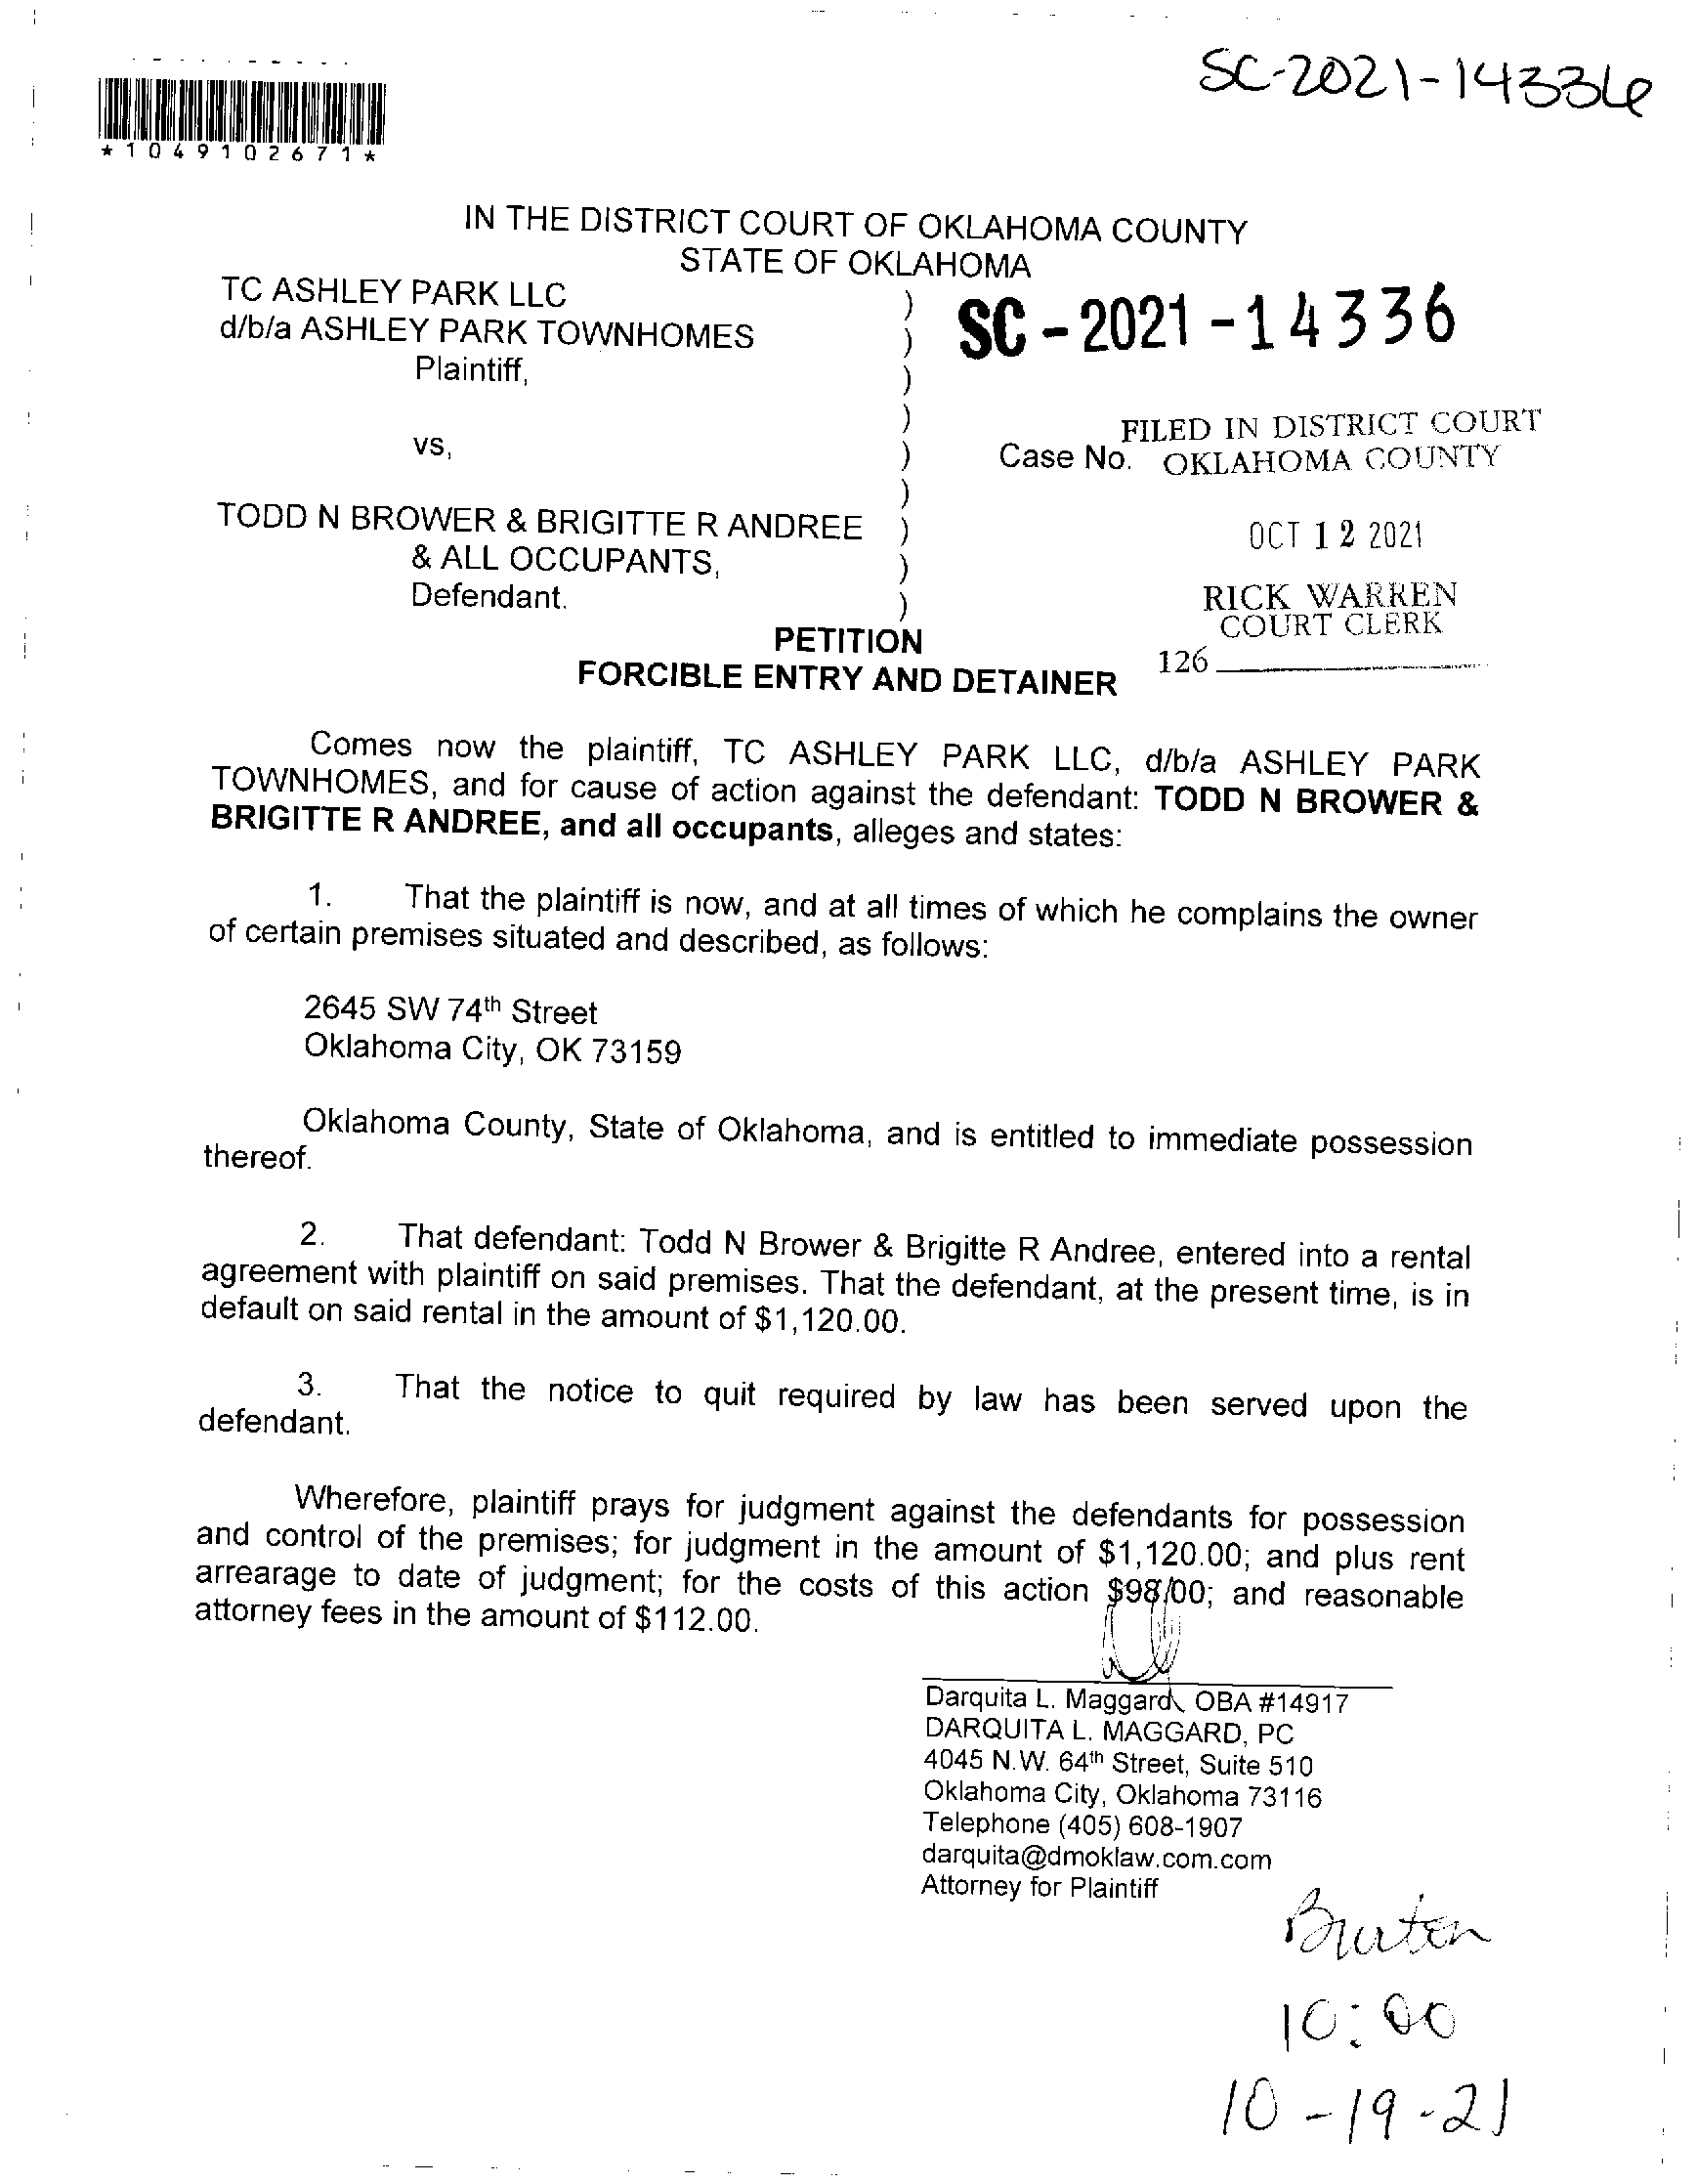 SC-2021-14336
*1049102671*
IN THE DISTRICT COURT OF OKLAHOMA COUNTY
STATE OF OKLAHOMA
TC ASHLEY PARK LLC )
d/b/a ASHLEY PARK TOWNHOMES ) SC-2021-14336
Plaintiff, )
) FILED IN DISTRICT COURT
vs, ) Case No. OKLAHOMA COUNTY
)
TODD N BROWER & BRIGITTE R ANDREE ) OCT 12 2021
& ALL OCCUPANTS, )
Defendant. ) RICK WARREN
COURT CLERK
PETITION
126
FORCIBLE ENTRY AND DETAINER
Comes now the plaintiff, TC ASHLEY PARK LLC, d/b/a ASHLEY PARK
TOWNHOMES, and for cause of action against the defendant: TODD N BROWER &
BRIGITTE R ANDREE, and all occupants, alleges and states:
1. That the plaintiff is now, and at all times of which he complains the owner
of certain premises situated and described, as follows:
2645 SW 74th Street
Oklahoma City, OK 73159
Oklahoma County, State of Oklahoma, and is entitled to immediate possession
thereof.
2. That defendant: Todd N Brower & Brigitte R Andree, entered into a rental
agreement with plaintiff on said premises. That the defendant, at the present time, is in
default on said rental in the amount of $1,120.00.
3. That the notice to quit required by law has been served upon the
defendant.
Wherefore, plaintiff prays for judgment against the defendants for possession
and control of the premises; for judgment in the amount of $1,120.00; and plus rent
arrearage to date of judgment; for the costs of this action $98/00; and reasonable
attorney fees in the amount of $112.00.
Darquita L. Maggard, OBA #14917
DARQUITA L. MAGGARD, PC
4045 N.W. 64th Street, Suite 510
Oklahoma City, Oklahoma 73116
Telephone (405) 608-1907
darquita@dmoklaw.com.com
Attorney for Plaintiff
10:00
10-19-21